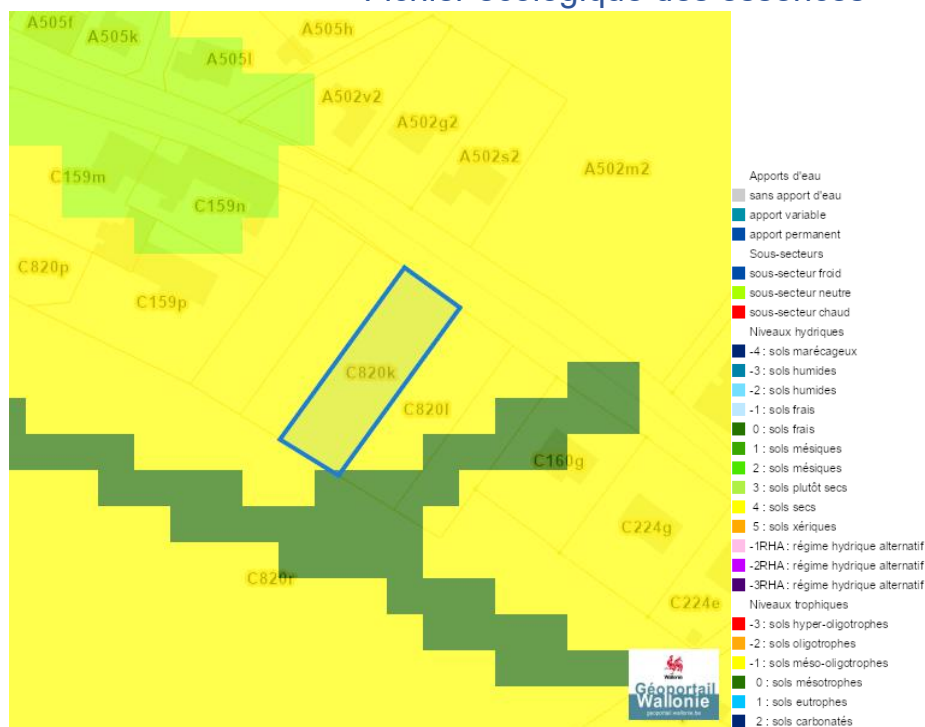 Fichier écologique des essences
A505f
A505k
A505h
A505l
A502v2
A502g2
A502s2
A502m2
C159m
C159n
C820p
C159p
C820k
C820l
C160g
C224g
C820r
C224e
Wallonie
Géoportail
Wallonie
geoportail.wallonie.be
Apports d'eau
sans apport d'eau
apport variable
apport permanent
Sous-secteurs
sous-secteur froid
sous-secteur neutre
sous-secteur chaud
Niveaux hydriques
-4 : sols marécageux
-3 : sols humides
-2 : sols humides
-1 : sols frais
0 : sols frais
1 : sols mésiques
2 : sols mésiques
3 : sols plutôt secs
4 : sols secs
5 : sols xériques
-1RHA : régime hydrique alternatif
-2RHA : régime hydrique alternatif
-3RHA : régime hydrique alternatif
Niveaux trophiques
-3 : sols hyper-oligotrophes
-2 : sols oligotrophes
-1 : sols méso-oligotrophes
0 : sols mésotrophes
1 : sols eutrophes
2 : sols carbonatés